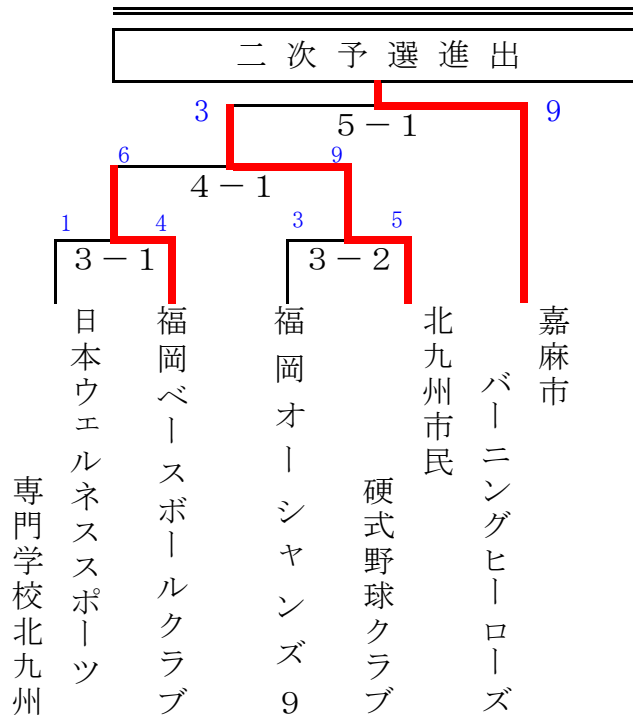 二次予選進出
3
9
5－1
6
9
4－1
1
4
3
5
3－1
3－2
日本ウェルネススポーツ
専門学校北九州
福岡ベースボールクラブ
福岡オーシャンズ9
北九州市民
硬式野球クラブ
嘉麻市
バーニングヒーローズ